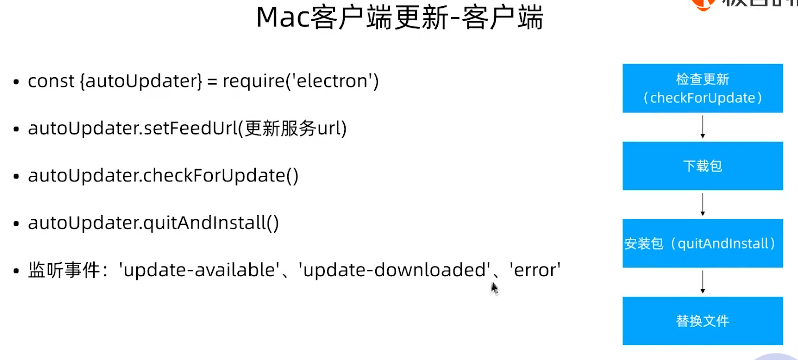 Mac客户端更新-客户端
const {autoUpdater} = require('electron')
autoUpdater.setFeedUrl(更新服务url)
autoUpdater.checkForUpdate()
autoUpdater.quitAndInstall()
监听事件：'update-available'、'update-downloaded'、'error'
检查更新
（checkForUpdate）
下载包
安装包（quitAndInstall）
替换文件